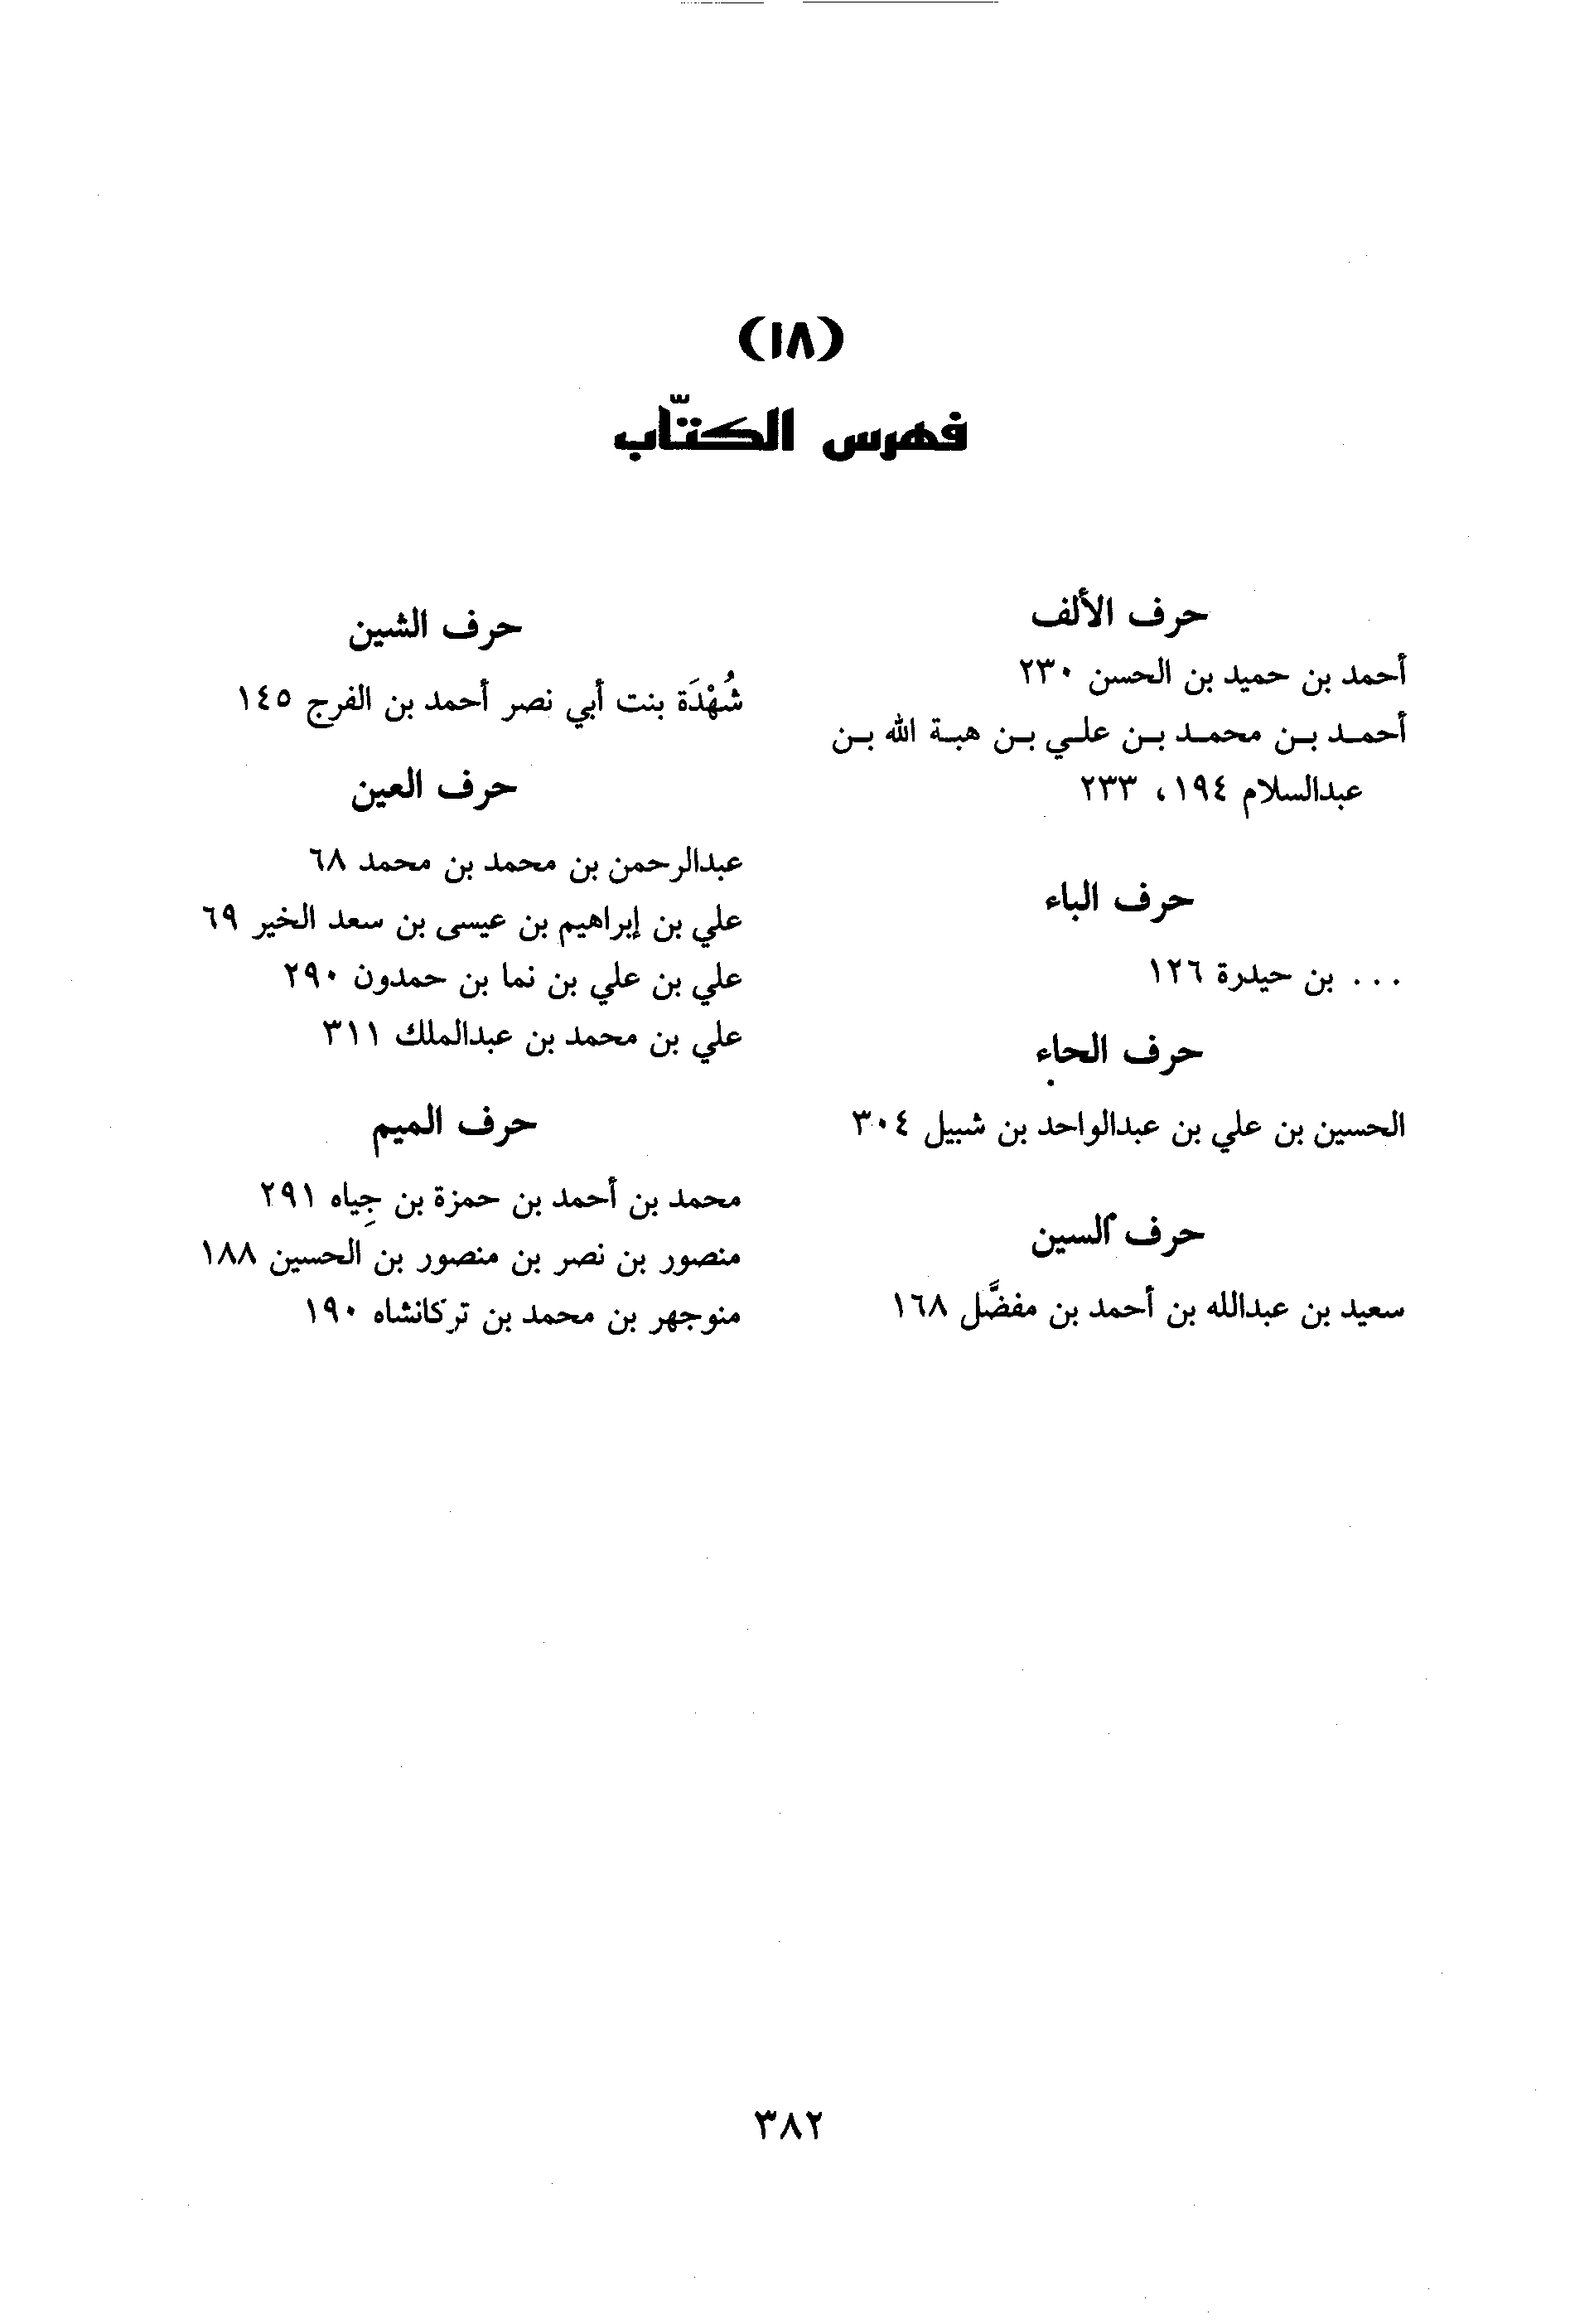 (١٨)
فهرس الكتّاب
حرف الألف
أحمد بن حميد بن الحسن ٢٣٠
أحمد بن محمد بن علي بن هبة الله بن
عبدالسلام ١٩٤، ٢٣٣
حرف الباء
... بن حيدرة ١٢٦
حرف الحاء
الحسين بن علي بن عبدالواحد بن شبيل ٣٠٤
حرف السين
سعيد بن عبدالله بن أحمد بن مفضَّل ١٦٨
حرف الشين
شُهْدَة بنت أبي نصر أحمد بن الفرج ١٤٥
حرف العين
عبدالرحمن بن محمد بن محمد ٦٨
علي بن إبراهيم بن عيسى بن سعد الخير ٦٩
علي بن علي بن نما بن حمدون ٢٩٠
علي بن محمد بن عبدالملك ٣١١
حرف الميم
محمد بن أحمد بن حمزة بن جِياه ٢٩١
منصور بن نصر بن منصور بن الحسين ١٨٨
منوجهر بن محمد بن تركانشاه ١٩٠
٣٨٢